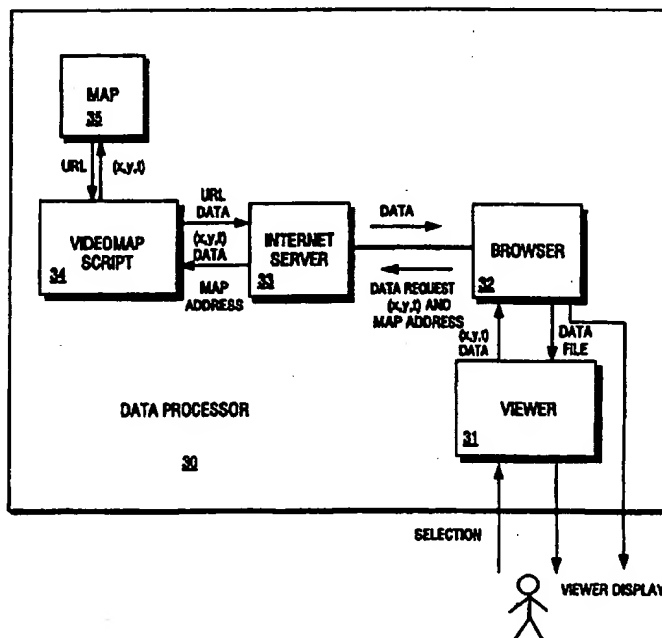 MAP
35
URL
(x,y,t)
VIDEOMAP
SCRIPT
34
URL
DATA
(x,y,t)
DATA
MAP
ADDRESS
INTERNET
SERVER
33
DATA
DATA REQUEST
(x,y,t) AND
MAP ADDRESS
BROWSER
32
(x,y,t)
DATA
DATA
FILE
VIEWER
31
DATA PROCESSOR
30
SELECTION
VIEWER DISPLAY